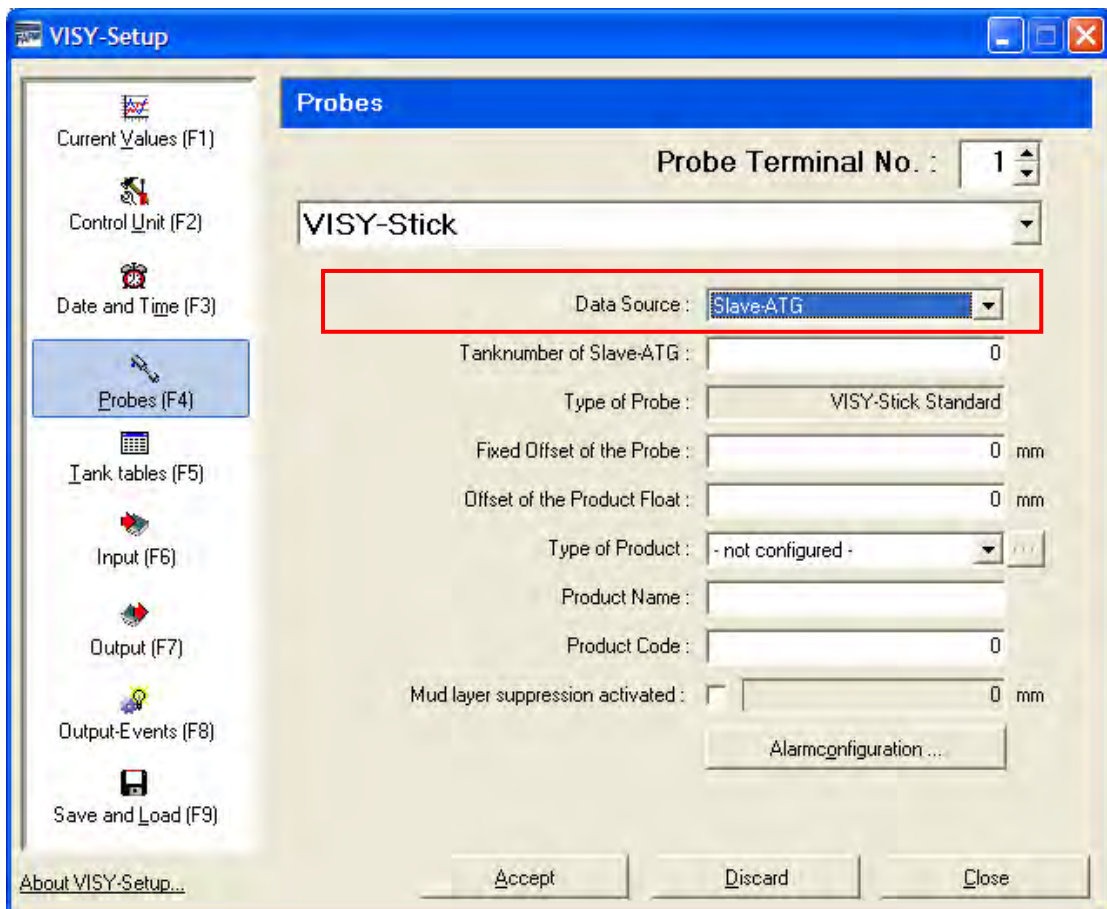 VISY-Setup
Current Values (F1)
Control Unit (F2)
Date and Time (F3)
Probes (F4)
Tank tables (F5)
Input (F6)
Output (F7)
Output-Events (F8)
Save and Load (F9)
About VISY-Setup...
Probes
Probe Terminal No. : 1
VISY-Stick
Data Source : Slave-ATG
Tanknumber of Slave-ATG : 0
Type of Probe : VISY-Stick Standard
Fixed Offset of the Probe : 0 mm
Offset of the Product Float : 0 mm
Type of Product : - not configured - ...
Product Name :
Product Code : 0
Mud layer suppression activated : 0 mm
Alarmconfiguration ...
Accept Discard Close